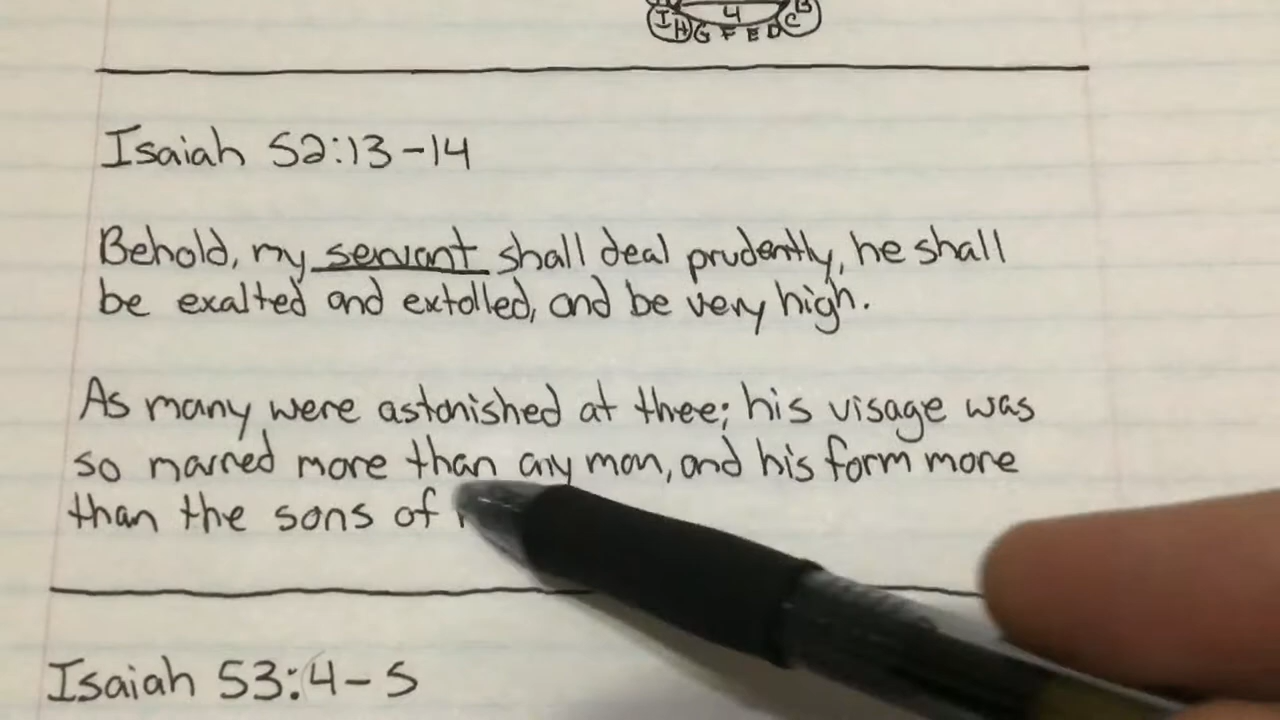 4
I H G F E D C B
Isaiah 52:13-14
Behold, my servant shall deal prudently, he shall
be exalted and extolled, and be very high.
As many were astonished at thee; his visage was
so marred more than any man, and his form more
than the sons of
Isaiah 53:4-5